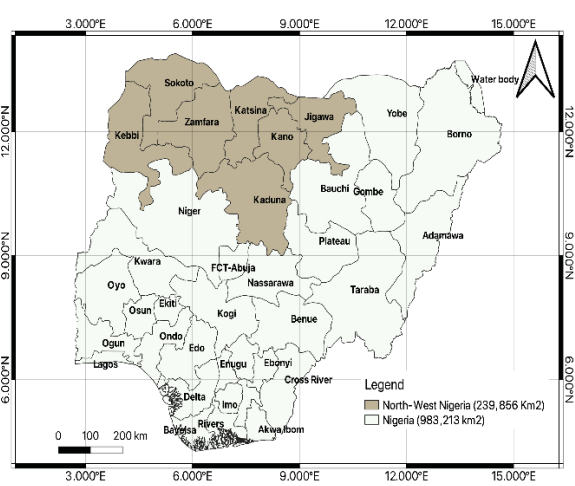 3.000°E 6.000°E 9.000°E 12.000°E 15.000°E
Water body
Sokoto
Katsina
Jigawa
Yobe
Zamfara
Kano
Kebbi
Borno
12.000°N
12.000°N
Bauchi
Gombe
Kaduna
Niger
Plateau
Adamawa
9.000°N
9.000°N
Kwara
FCT-Abuja
Nassarawa
Oyo
Taraba
Osun
Ekiti
Kogi
Benue
Ogun
Ondo
Edo
Lagos
Enugu
Ebonyi
Cross River
6.000°N
6.000°N
Delta
Imo
Bayelsa
Rivers
Akwa Ibom
Legend
North-West Nigeria (239,856 Km2)
Nigeria (983,213 km2)
0 100 200 km
3.000°E 6.000°E 9.000°E 12.000°E 15.000°E